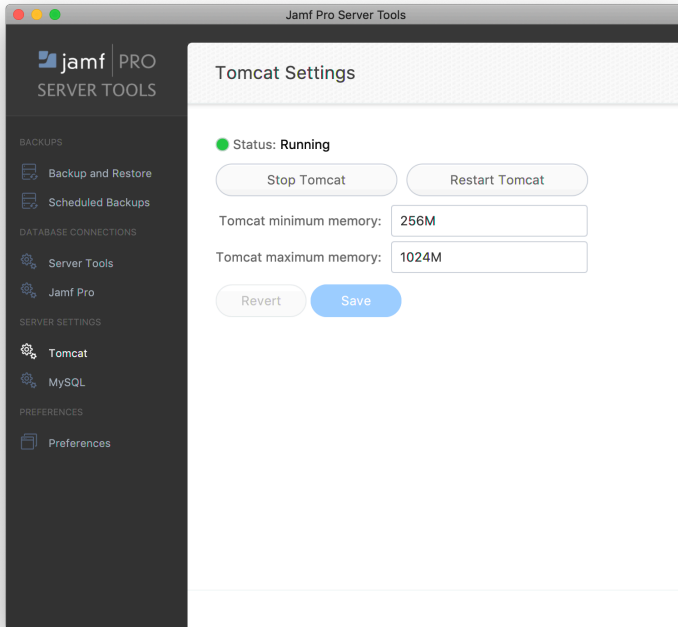 Jamf Pro Server Tools
jamf PRO
SERVER TOOLS
BACKUPS
Backup and Restore
Scheduled Backups
DATABASE CONNECTIONS
Server Tools
Jamf Pro
SERVER SETTINGS
Tomcat
MySQL
PREFERENCES
Preferences
Tomcat Settings
Status: Running
Stop Tomcat Restart Tomcat
Tomcat minimum memory: 256M
Tomcat maximum memory: 1024M
Revert Save